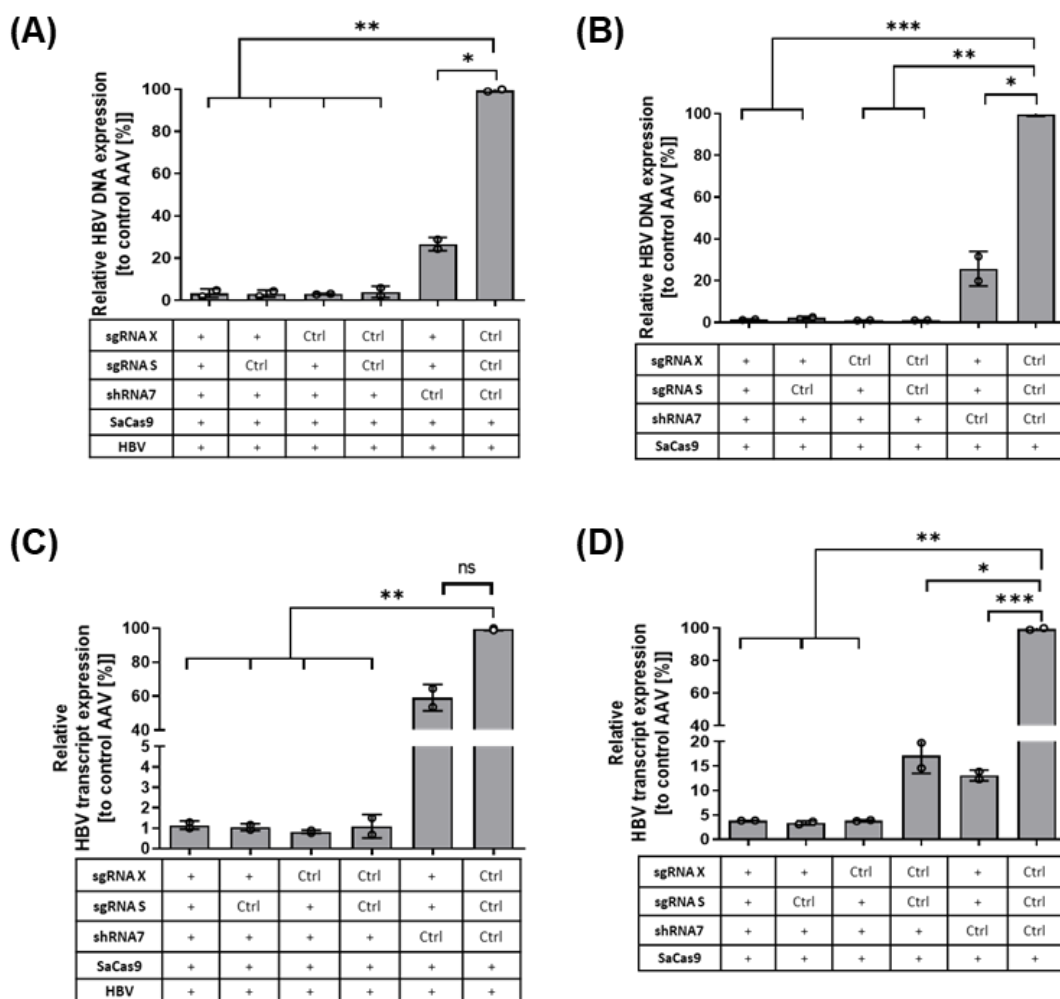 (A)
**
*
Relative HBV DNA expression
[to control AAV [%]]
100
80
60
40
20
0
sgRNA X + + Ctrl Ctrl + Ctrl
sgRNA S + Ctrl + Ctrl + Ctrl
shRNA7 + + + + Ctrl Ctrl
SaCas9 + + + + + +
HBV + + + + + +
(B)
***
**
*
Relative HBV DNA expression
[to control AAV [%]]
100
80
60
40
20
0
sgRNA X + + Ctrl Ctrl + Ctrl
sgRNA S + Ctrl + Ctrl + Ctrl
shRNA7 + + + + Ctrl Ctrl
SaCas9 + + + + + +
(C)
ns
**
Relative
HBV transcript expression
[to control AAV [%]]
100
80
60
40
5
4
3
2
1
0
sgRNA X + + Ctrl Ctrl + Ctrl
sgRNA S + Ctrl + Ctrl + Ctrl
shRNA7 + + + + Ctrl Ctrl
SaCas9 + + + + + +
HBV + + + + + +
(D)
**
*
***
Relative
HBV transcript expression
[to control AAV [%]]
100
80
60
40
20
15
10
5
0
sgRNA X + + Ctrl Ctrl + Ctrl
sgRNA S + Ctrl + Ctrl + Ctrl
shRNA7 + + + + Ctrl Ctrl
SaCas9 + + + + + +